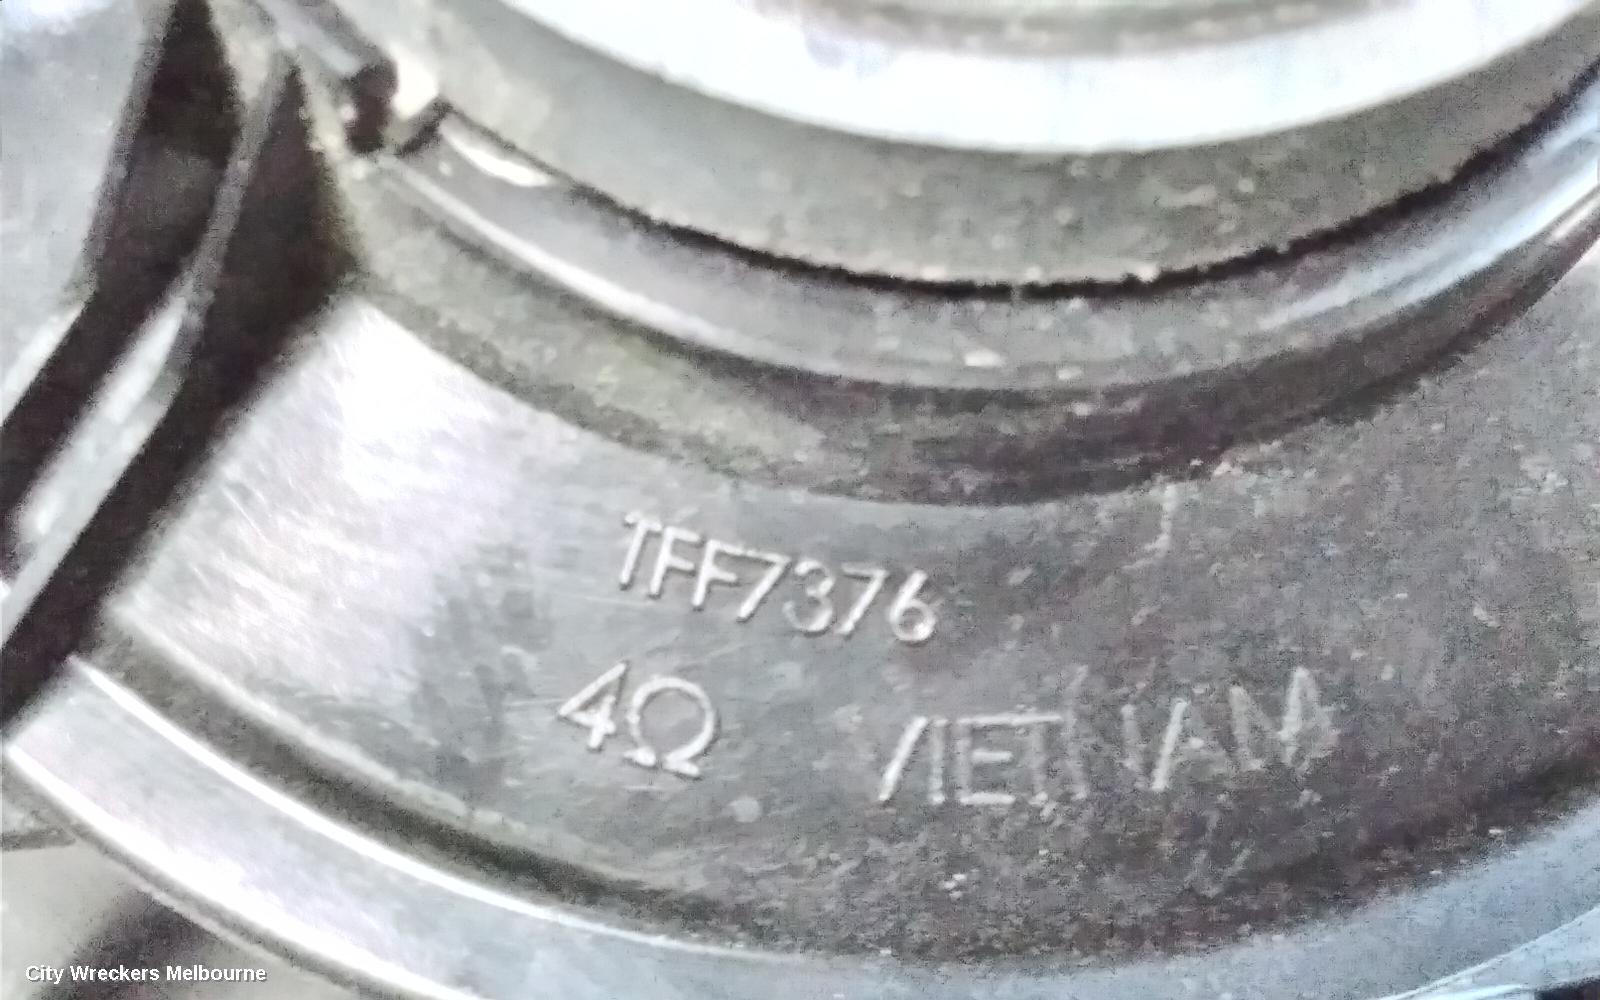 TFF7376
4Ω VIETNAM
City Wreckers Melbourne